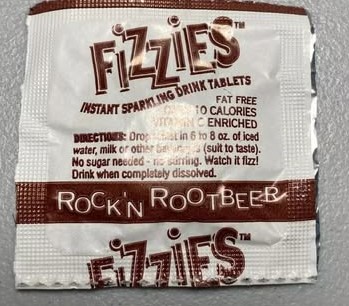 FIZZIES™
INSTANT SPARKLING DRINK TABLETS
FAT FREE
10 CALORIES
VITAMIN C ENRICHED
DIRECTIONS: Drop tablet in 6 to 8 oz. of iced
water, milk or other (suit to taste).
No sugar needed - no stirring. Watch it fizz!
Drink when completely dissolved.
ROCK'N ROOTBEER
FIZZIES™